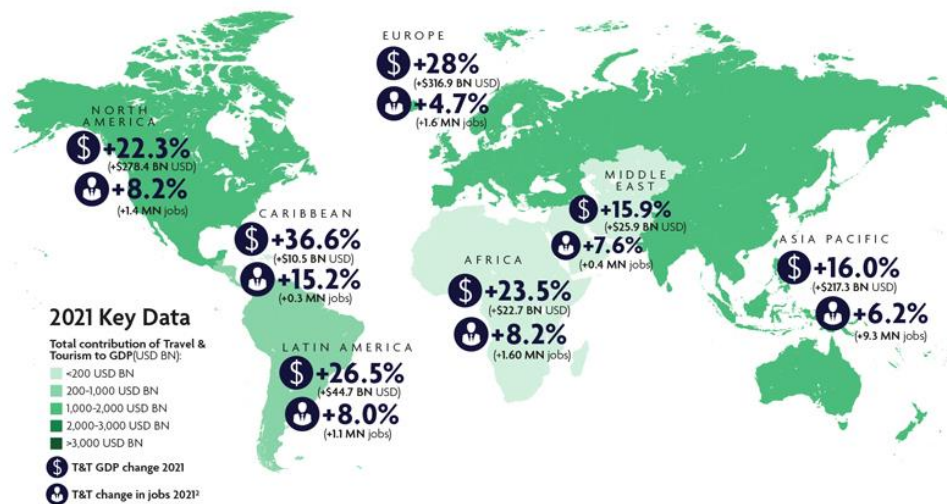 EUROPE
+28%
(+$316.9 BN USD)
+4.7%
(+1.6 MN jobs)
NORTH
AMERICA
+22.3%
(+$278.4 BN USD)
+8.2%
(+1.4 MN jobs)
CARIBBEAN
+36.6%
(+$10.5 BN USD)
+15.2%
(+0.3 MN jobs)
MIDDLE
EAST
+15.9%
(+$25.9 BN USD)
+7.6%
(+0.4 MN jobs)
AFRICA
+23.5%
(+$22.7 BN USD)
+8.2%
(+1.60 MN jobs)
ASIA PACIFIC
+16.0%
(+$217.3 BN USD)
+6.2%
(+9.3 MN jobs)
LATIN AMERICA
+26.5%
(+$44.7 BN USD)
+8.0%
(+1.1 MN jobs)
2021 Key Data
Total contribution of Travel &
Tourism to GDP(USD BN):
<200 USD BN
200-1,000 USD BN
1,000-2,000 USD BN
2,000-3,000 USD BN
>3,000 USD BN
$ T&T GDP change 2021
T&T change in jobs 2021²